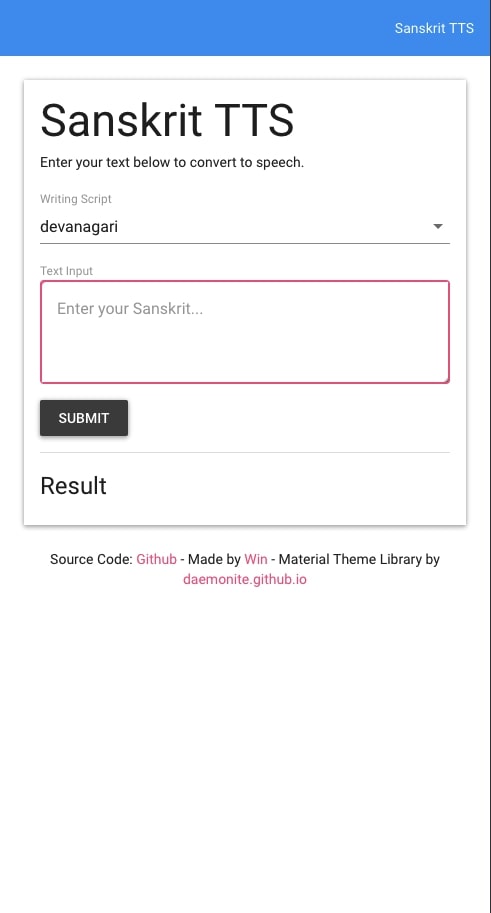 Sanskrit TTS
Sanskrit TTS
Enter your text below to convert to speech.
Writing Script
devanagari
Text Input
Enter your Sanskrit...
SUBMIT
Result
Source Code: Github - Made by Win - Material Theme Library by
daemonite.github.io